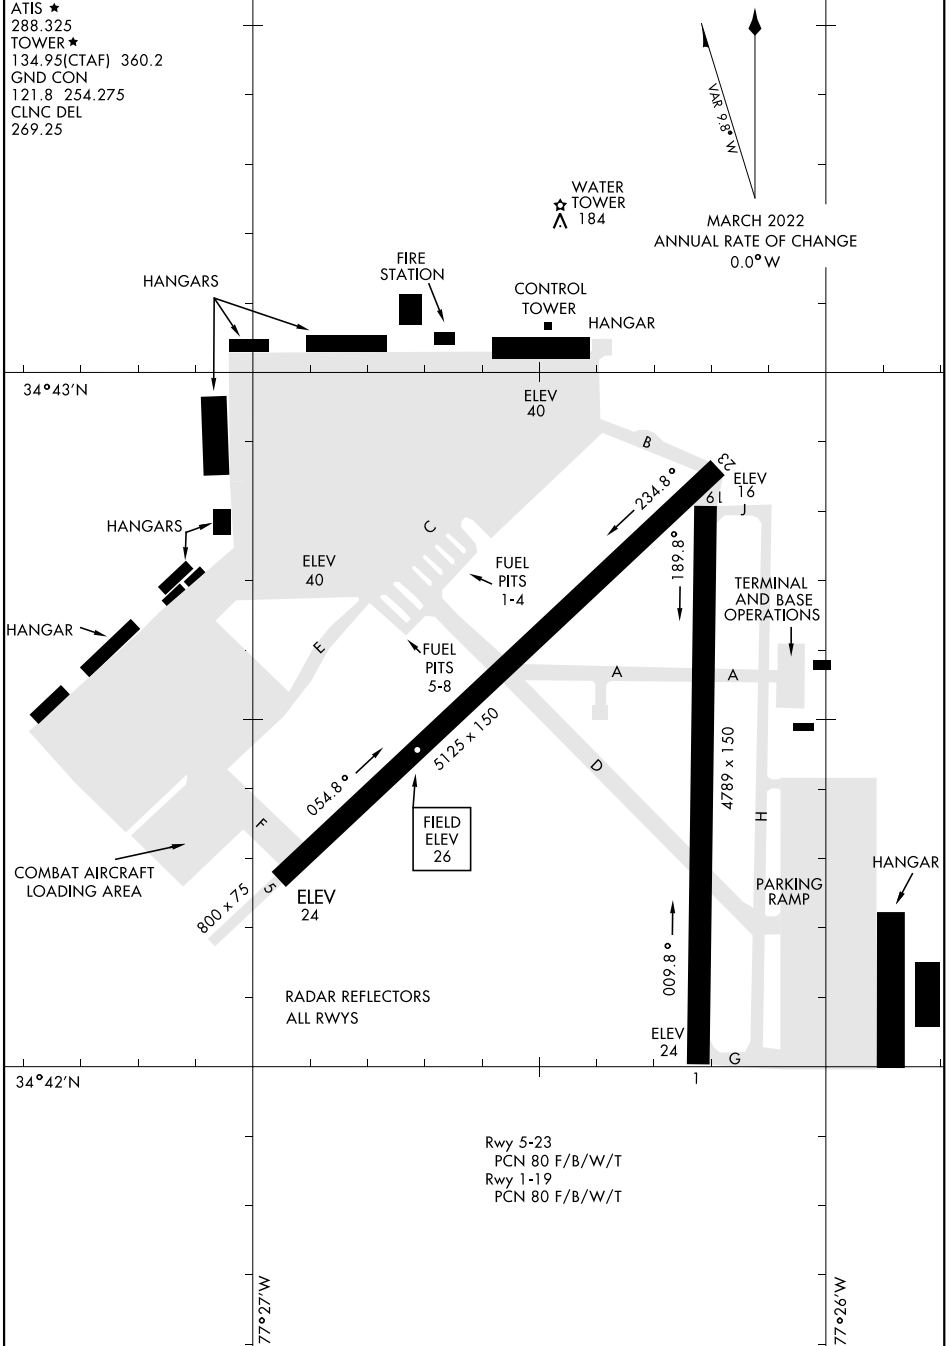 ATIS ★
288.325
TOWER ★
134.95(CTAF) 360.2
GND CON
121.8 254.275
CLNC DEL
269.25
VAR 9.8° W
MARCH 2022
ANNUAL RATE OF CHANGE
0.0° W
WATER
TOWER
184
HANGARS
FIRE
STATION
CONTROL
TOWER
HANGAR
34°43'N
ELEV
40
B
23
ELEV
16
19
J
234.8°
C
189.8°
HANGARS
ELEV
40
FUEL
PITS
1-4
TERMINAL
AND BASE
OPERATIONS
HANGAR
E
FUEL
PITS
5-8
A
A
5125 x 150
4789 x 150
054.8°
D
F
FIELD
ELEV
26
H
COMBAT AIRCRAFT
LOADING AREA
HANGAR
PARKING
RAMP
5
800 x 75
ELEV
24
009.8°
RADAR REFLECTORS
ALL RWYS
ELEV
24
G
34°42'N
1
Rwy 5-23
PCN 80 F/B/W/T
Rwy 1-19
PCN 80 F/B/W/T
77°27'W
77°26'W